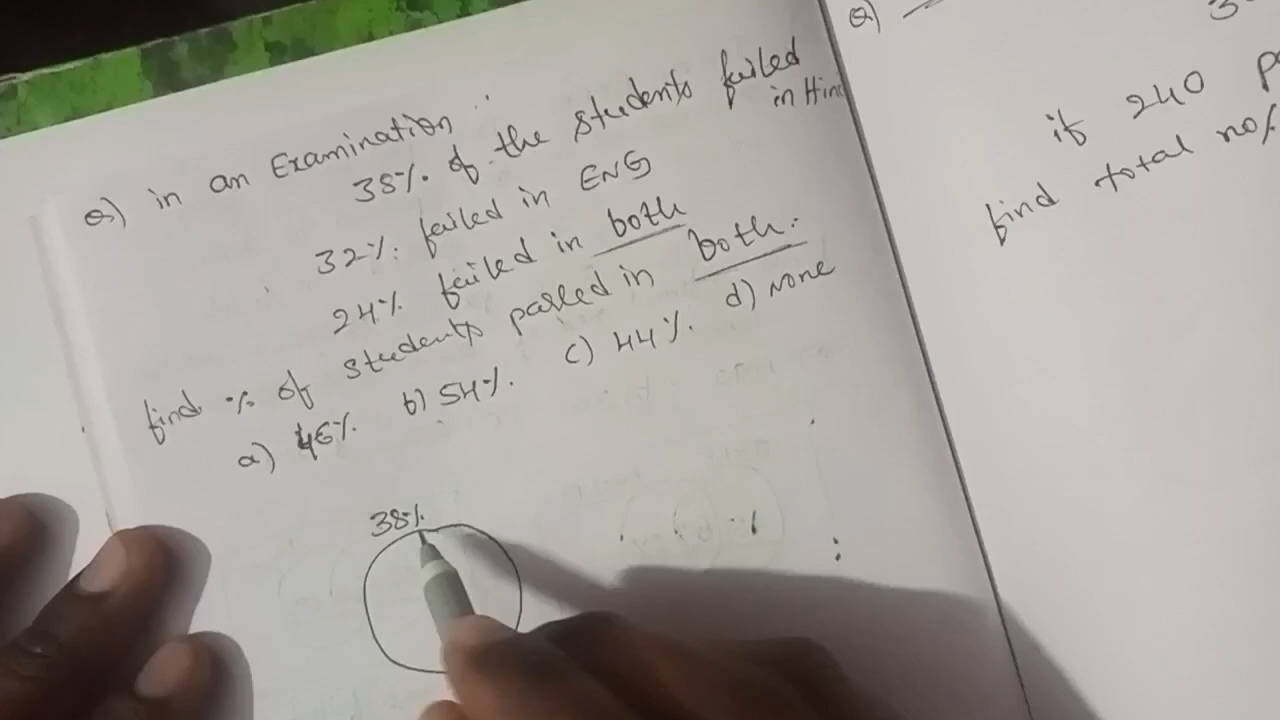 Q) in an Examination
38% of the students failed
in Hin
32% failed in ENG
24% failed in both
find % of students passed in both.
a) 46% b) 54% c) 44% d) None
38%
Q)
if 240
find total no/.